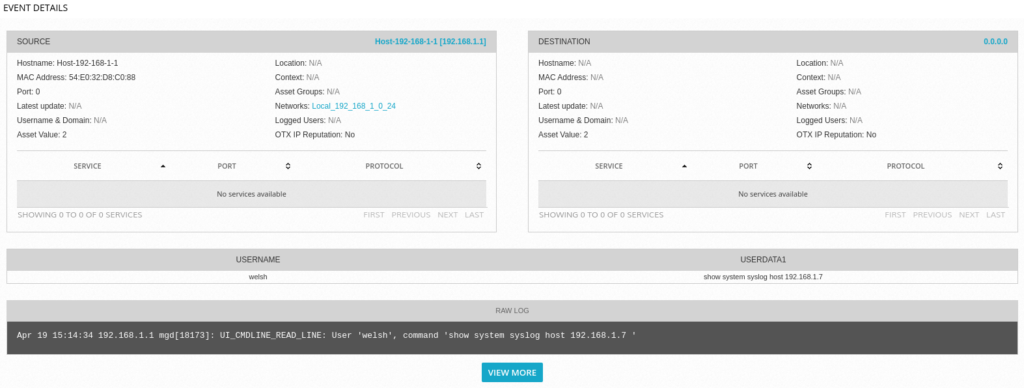 EVENT DETAILS
SOURCE Host-192-168-1-1 [192.168.1.1]
Hostname: Host-192-168-1-1 Location: N/A
MAC Address: 54:E0:32:D8:C0:88 Context: N/A
Port: 0 Asset Groups: N/A
Latest update: N/A Networks: Local_192_168_1_0_24
Username & Domain: N/A Logged Users: N/A
Asset Value: 2 OTX IP Reputation: No
SERVICE PORT PROTOCOL
No services available
SHOWING 0 TO 0 OF 0 SERVICES FIRST PREVIOUS NEXT LAST
DESTINATION 0.0.0.0
Hostname: N/A Location: N/A
MAC Address: N/A Context: N/A
Port: 0 Asset Groups: N/A
Latest update: N/A Networks: N/A
Username & Domain: N/A Logged Users: N/A
Asset Value: 2 OTX IP Reputation: No
SERVICE PORT PROTOCOL
No services available
SHOWING 0 TO 0 OF 0 SERVICES FIRST PREVIOUS NEXT LAST
USERNAME USERDATA1
welsh show system syslog host 192.168.1.7
RAW LOG
Apr 19 15:14:34 192.168.1.1 mgd[18173]: UI_CMDLINE_READ_LINE: User 'welsh', command 'show system syslog host 192.168.1.7 '
VIEW MORE